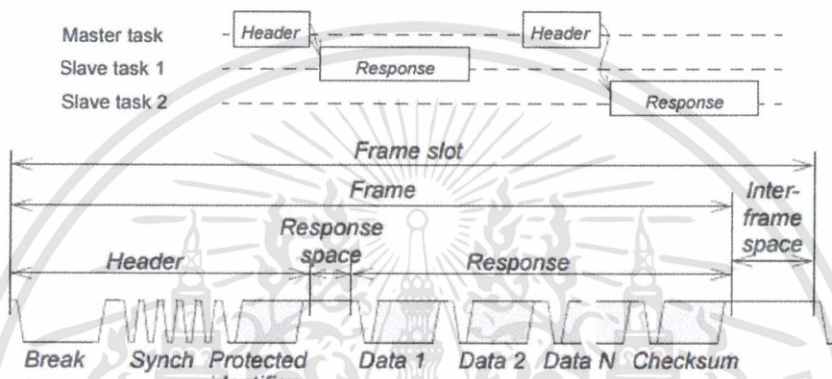 Master task Header Header
Slave task 1 Response
Slave task 2 Response
Frame slot
Frame
Inter-
frame
space
Response
space
Header Response
Break Synch Protected Data 1 Data 2 Data N Checksum